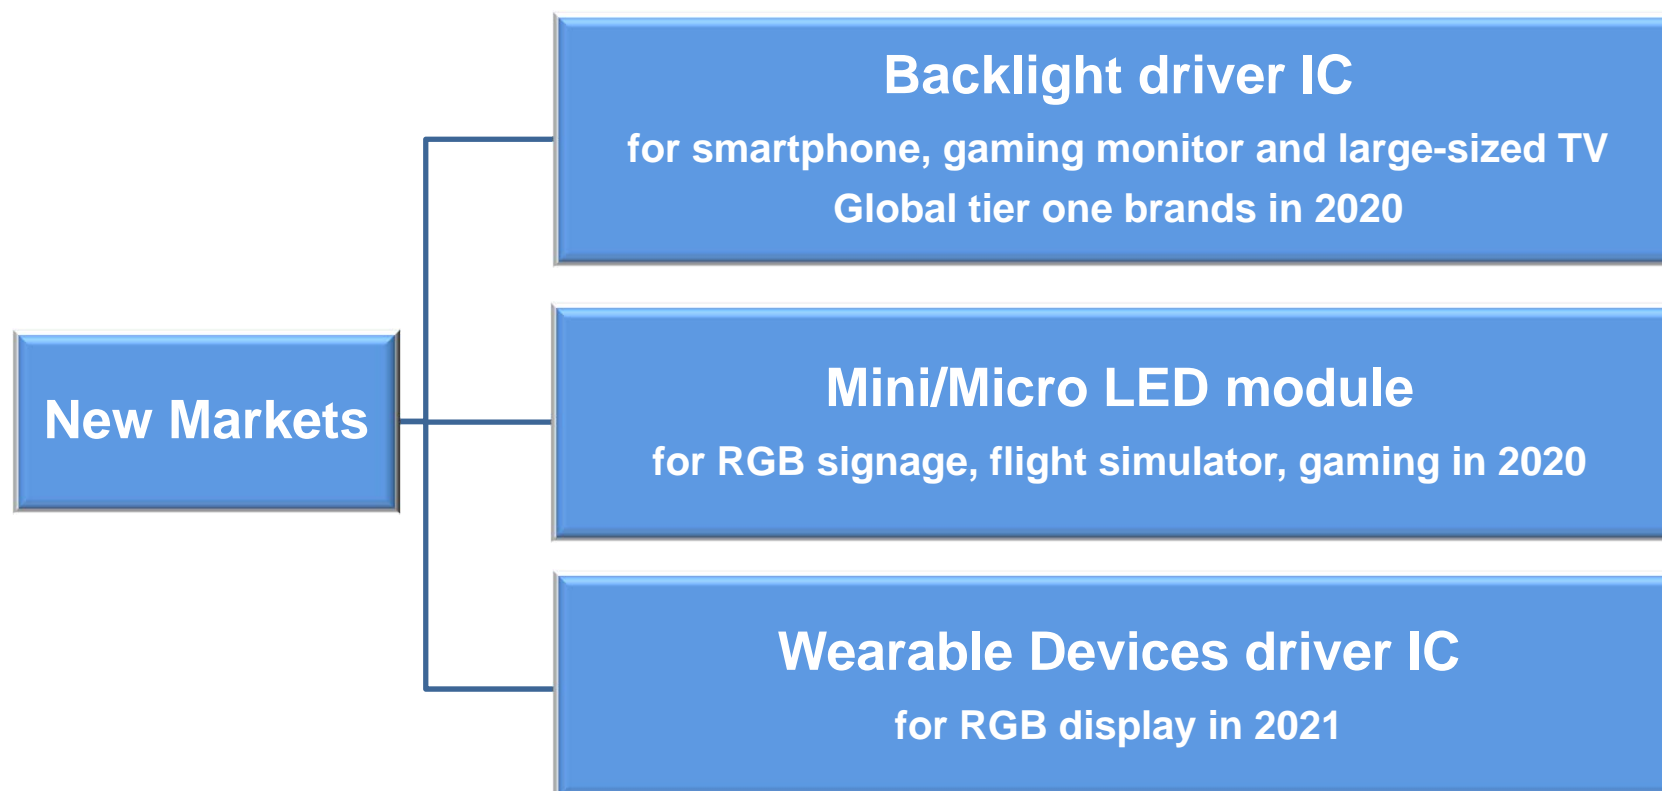 Backlight driver IC
for smartphone, gaming monitor and large-sized TV
Global tier one brands in 2020
New Markets
Mini/Micro LED module
for RGB signage, flight simulator, gaming in 2020
Wearable Devices driver IC
for RGB display in 2021